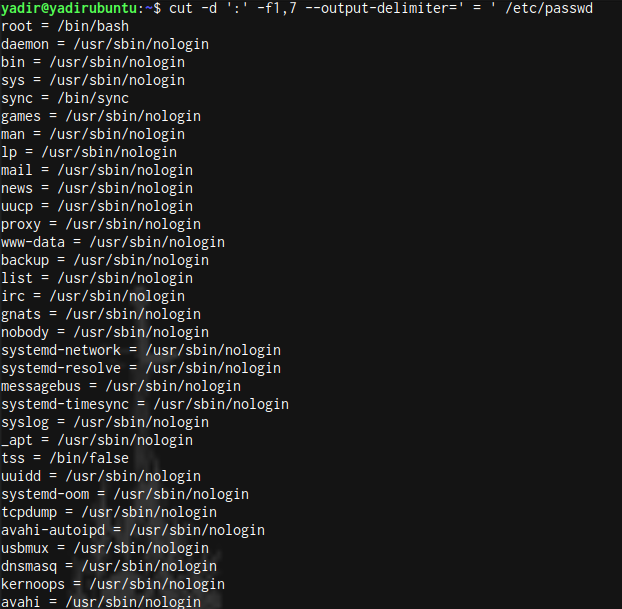 yadir@yadirubuntu:~$ cut -d ':' -f1,7 --output-delimiter=' = ' /etc/passwd
root = /bin/bash
daemon = /usr/sbin/nologin
bin = /usr/sbin/nologin
sys = /usr/sbin/nologin
sync = /bin/sync
games = /usr/sbin/nologin
man = /usr/sbin/nologin
lp = /usr/sbin/nologin
mail = /usr/sbin/nologin
news = /usr/sbin/nologin
uucp = /usr/sbin/nologin
proxy = /usr/sbin/nologin
www-data = /usr/sbin/nologin
backup = /usr/sbin/nologin
list = /usr/sbin/nologin
irc = /usr/sbin/nologin
gnats = /usr/sbin/nologin
nobody = /usr/sbin/nologin
systemd-network = /usr/sbin/nologin
systemd-resolve = /usr/sbin/nologin
messagebus = /usr/sbin/nologin
systemd-timesync = /usr/sbin/nologin
syslog = /usr/sbin/nologin
_apt = /usr/sbin/nologin
tss = /bin/false
uuidd = /usr/sbin/nologin
systemd-oom = /usr/sbin/nologin
tcpdump = /usr/sbin/nologin
avahi-autoipd = /usr/sbin/nologin
usbmux = /usr/sbin/nologin
dnsmasq = /usr/sbin/nologin
kernoops = /usr/sbin/nologin
avahi = /usr/sbin/nologin